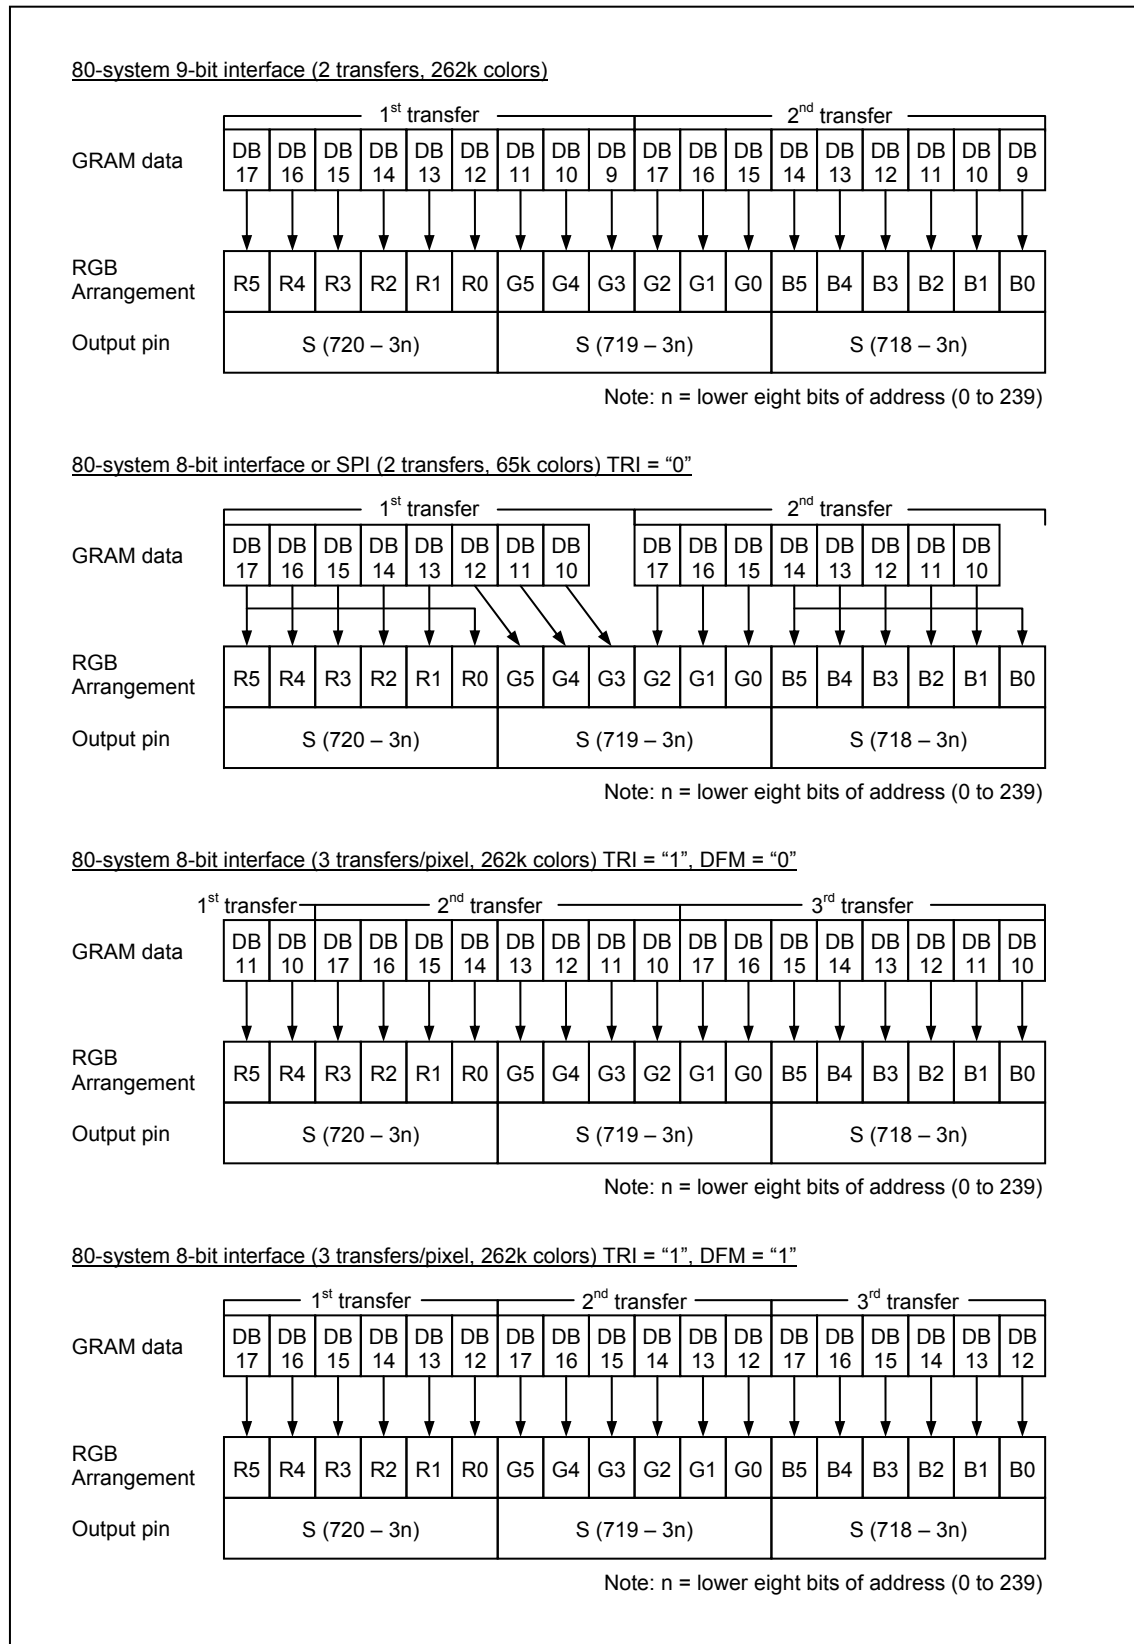 80-system 9-bit interface (2 transfers, 262k colors)
1st transfer 2nd transfer
GRAM data DB 17 DB 16 DB 15 DB 14 DB 13 DB 12 DB 11 DB 10 DB 9 DB 17 DB 16 DB 15 DB 14 DB 13 DB 12 DB 11 DB 10 DB 9
RGB Arrangement R5 R4 R3 R2 R1 R0 G5 G4 G3 G2 G1 G0 B5 B4 B3 B2 B1 B0
Output pin S (720 – 3n) S (719 – 3n) S (718 – 3n)
Note: n = lower eight bits of address (0 to 239)
80-system 8-bit interface or SPI (2 transfers, 65k colors) TRI = “0”
1st transfer 2nd transfer
GRAM data DB 17 DB 16 DB 15 DB 14 DB 13 DB 12 DB 11 DB 10 DB 17 DB 16 DB 15 DB 14 DB 13 DB 12 DB 11 DB 10
RGB Arrangement R5 R4 R3 R2 R1 R0 G5 G4 G3 G2 G1 G0 B5 B4 B3 B2 B1 B0
Output pin S (720 – 3n) S (719 – 3n) S (718 – 3n)
Note: n = lower eight bits of address (0 to 239)
80-system 8-bit interface (3 transfers/pixel, 262k colors) TRI = “1”, DFM = “0”
1st transfer 2nd transfer 3rd transfer
GRAM data DB 11 DB 10 DB 17 DB 16 DB 15 DB 14 DB 13 DB 12 DB 11 DB 10 DB 17 DB 16 DB 15 DB 14 DB 13 DB 12 DB 11 DB 10
RGB Arrangement R5 R4 R3 R2 R1 R0 G5 G4 G3 G2 G1 G0 B5 B4 B3 B2 B1 B0
Output pin S (720 – 3n) S (719 – 3n) S (718 – 3n)
Note: n = lower eight bits of address (0 to 239)
80-system 8-bit interface (3 transfers/pixel, 262k colors) TRI = “1”, DFM = “1”
1st transfer 2nd transfer 3rd transfer
GRAM data DB 17 DB 16 DB 15 DB 14 DB 13 DB 12 DB 17 DB 16 DB 15 DB 14 DB 13 DB 12 DB 17 DB 16 DB 15 DB 14 DB 13 DB 12
RGB Arrangement R5 R4 R3 R2 R1 R0 G5 G4 G3 G2 G1 G0 B5 B4 B3 B2 B1 B0
Output pin S (720 – 3n) S (719 – 3n) S (718 – 3n)
Note: n = lower eight bits of address (0 to 239)